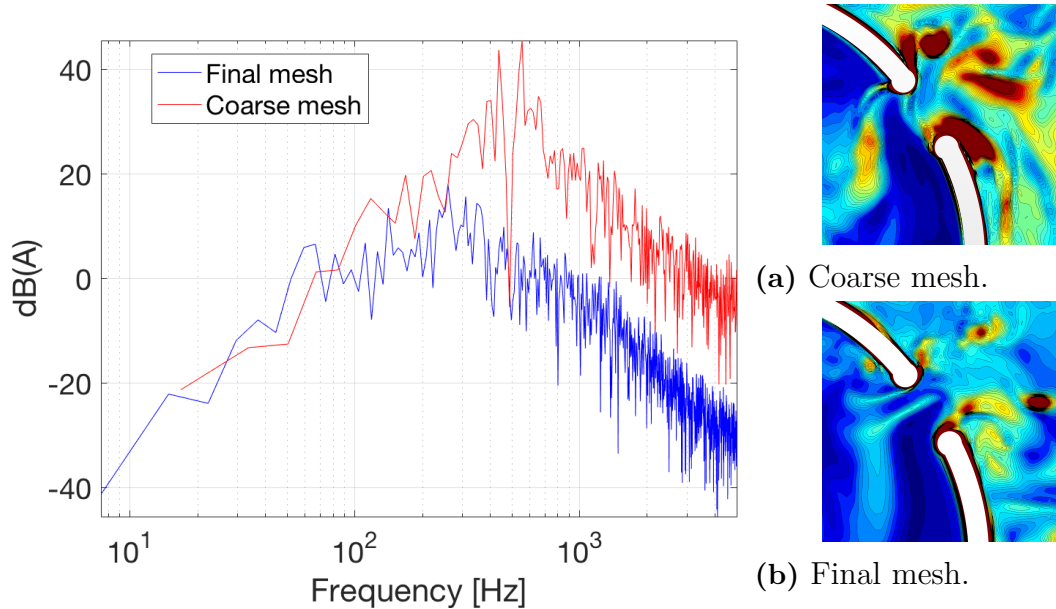 Final mesh
Coarse mesh
40
20
0
-20
-40
dB(A)
10^1
10^2
10^3
Frequency [Hz]
(a) Coarse mesh.
(b) Final mesh.